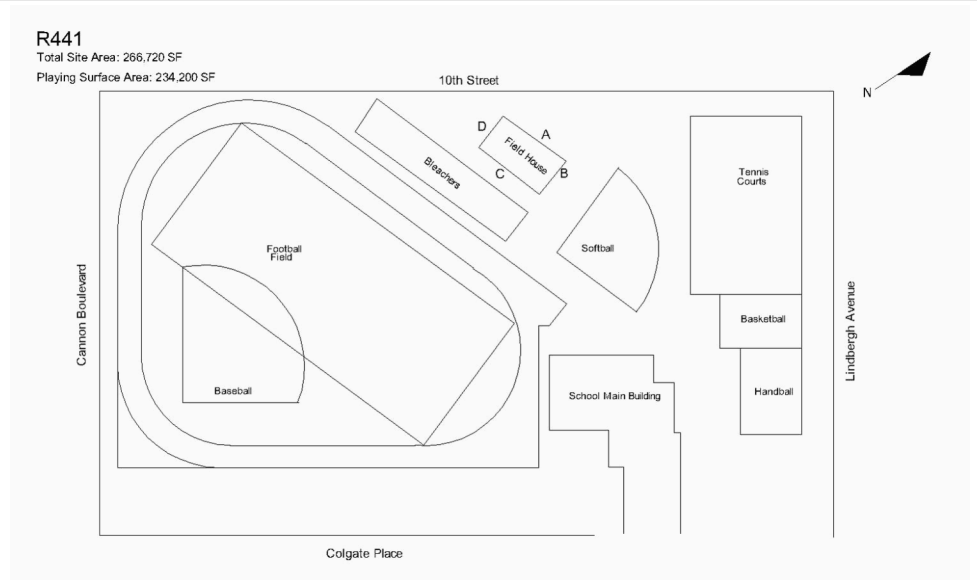 R441
Total Site Area: 266,720 SF
Playing Surface Area: 234,200 SF
10th Street
N
D
A
Field House
C
B
Bleachers
Tennis
Courts
Softball
Football
Field
Cannon Boulevard
Basketball
Lindbergh Avenue
Baseball
School Main Building
Handball
Colgate Place